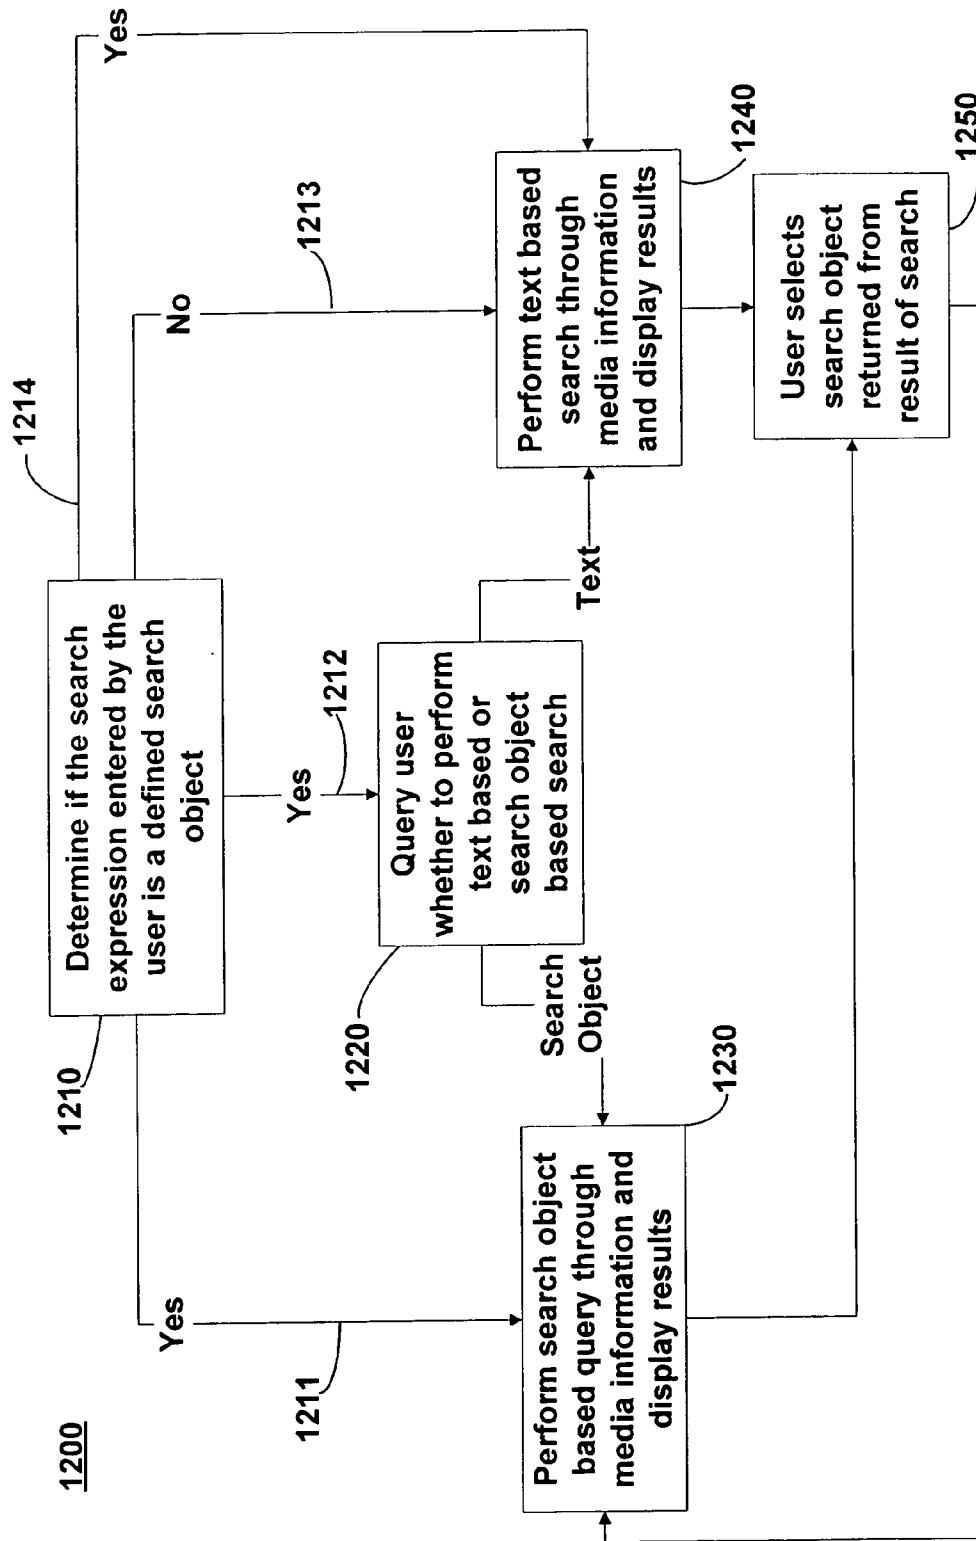 1200
1210
Determine if the search
expression entered by the
user is a defined search
object
1214
Yes
Yes
1211
Yes
1212
No
1213
1220
Query user
whether to perform
text based or
search object
based search
Search
Object
Text
1230
Perform search object
based query through
media information and
display results
Perform text based
search through
media information
and display results
1240
User selects
search object
returned from
result of search
1250